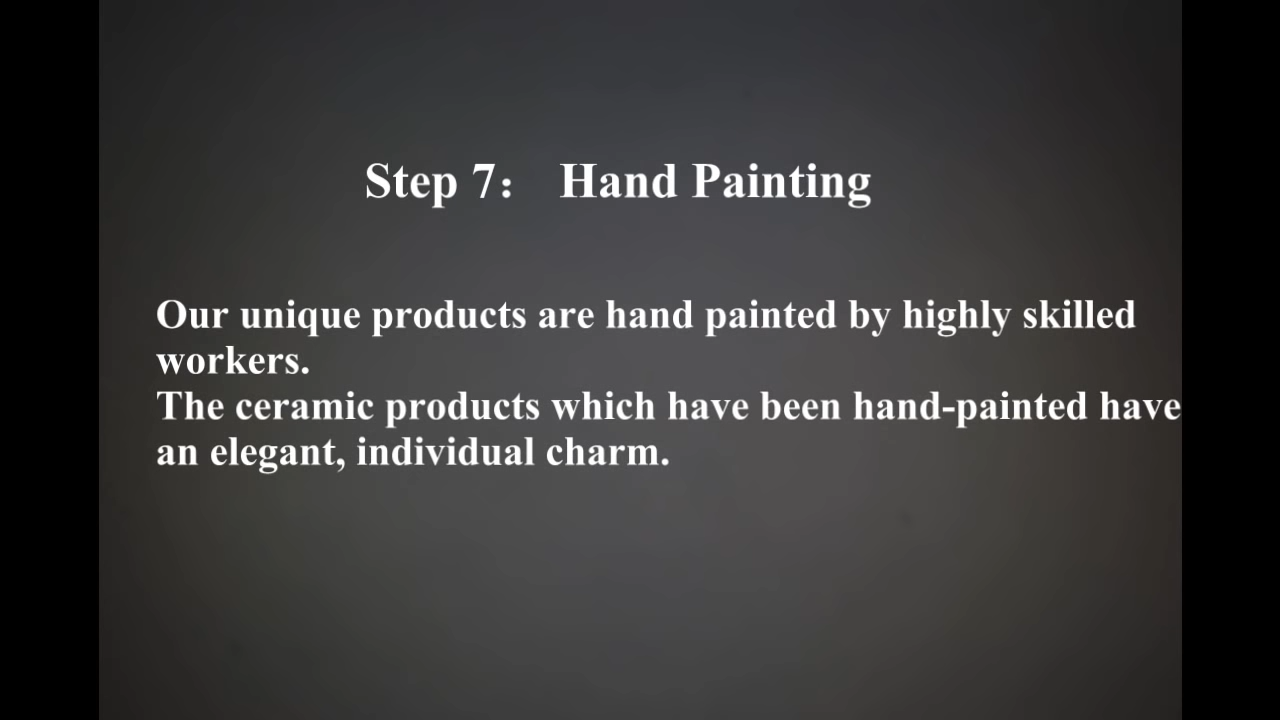 Step 7： Hand Painting
Our unique products are hand painted by highly skilled
workers.
The ceramic products which have been hand-painted have
an elegant, individual charm.